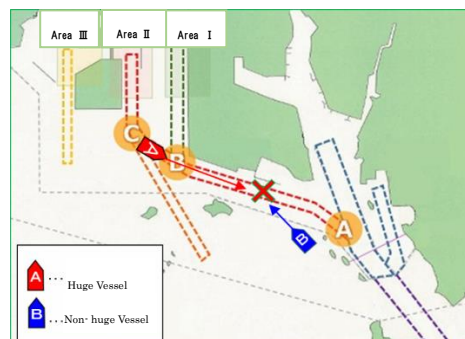 Area Ⅲ
Area Ⅱ
Area Ⅰ
C
A
B
A
B
A
... Huge Vessel
B
...Non- huge Vessel